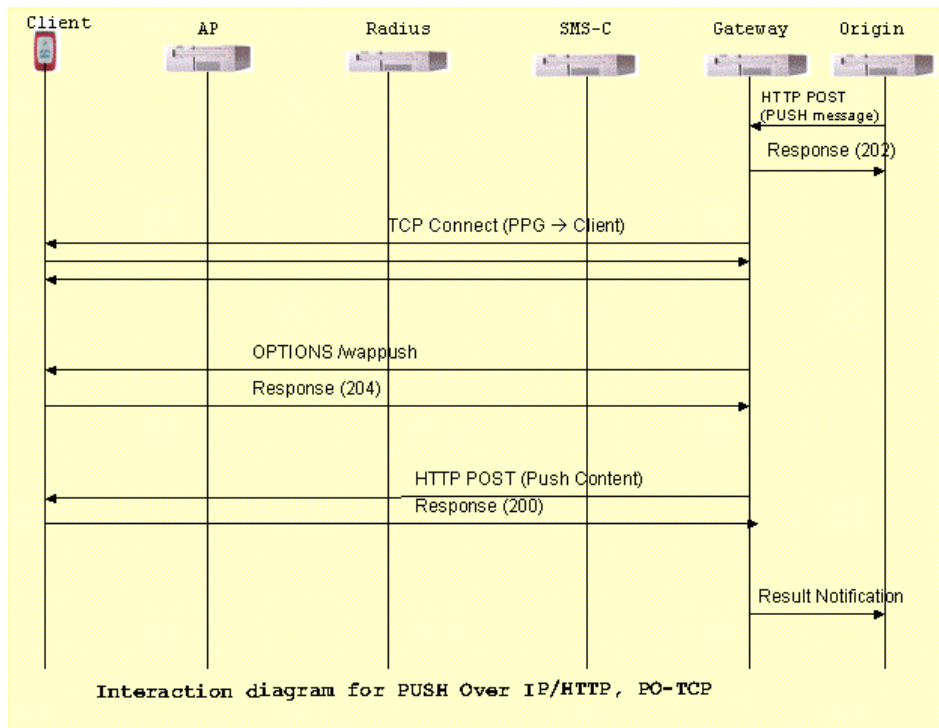 Client
AP
Radius
SMS-C
Gateway
Origin
HTTP POST
(PUSH message)
Response (202)
TCP Connect (PPG → Client)
OPTIONS /wappush
Response (204)
HTTP POST (Push Content)
Response (200)
Result Notification
Interaction diagram for PUSH Over IP/HTTP, PO-TCP